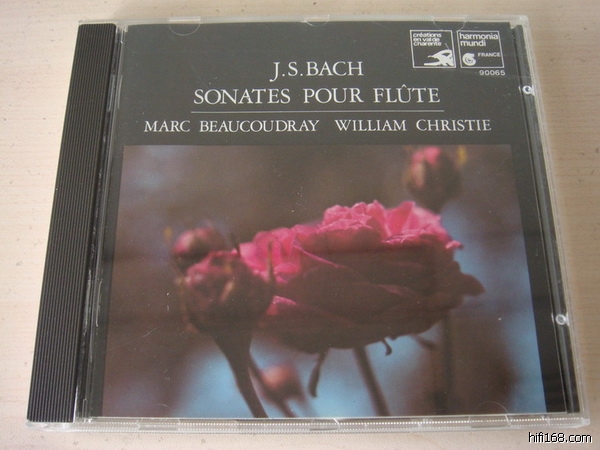 créations
en val de
charente
harmonia
mundi
FRANCE
90065
J.S.BACH
SONATES POUR FLÛTE
MARC BEAUCOUDRAY WILLIAM CHRISTIE
hifi168.com